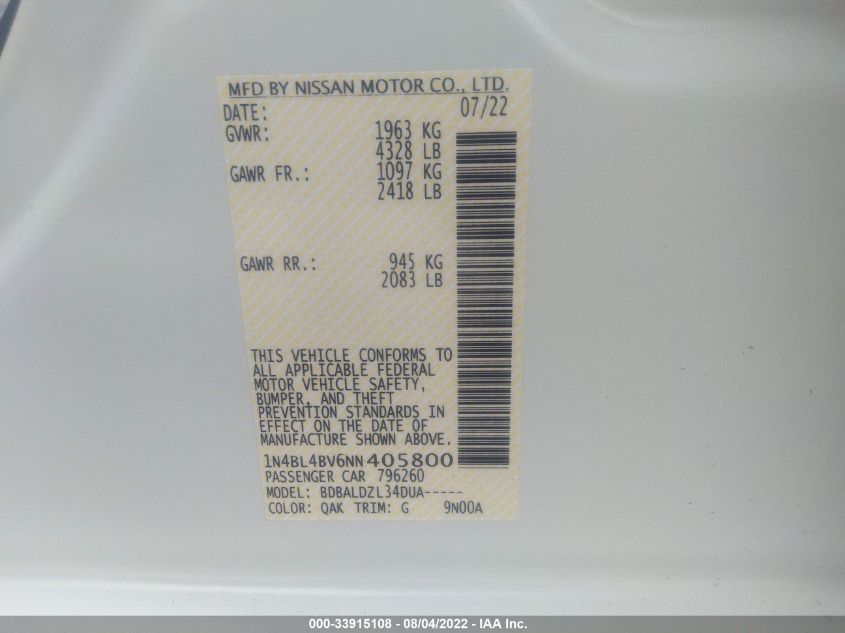 MFD BY NISSAN MOTOR CO., LTD.
DATE: 07/22
GVWR: 1963 KG
4328 LB
GAWR FR.: 1097 KG
2418 LB
GAWR RR.: 945 KG
2083 LB
THIS VEHICLE CONFORMS TO
ALL APPLICABLE FEDERAL
MOTOR VEHICLE SAFETY,
BUMPER, AND THEFT
PREVENTION STANDARDS IN
EFFECT ON THE DATE OF
MANUFACTURE SHOWN ABOVE.
1N4BL4BV6NN405800
PASSENGER CAR 796260
MODEL: BDBALDZL34DUA-----
COLOR: QAK TRIM: G 9N00A
000-33915108 - 08/04/2022 - IAA Inc.